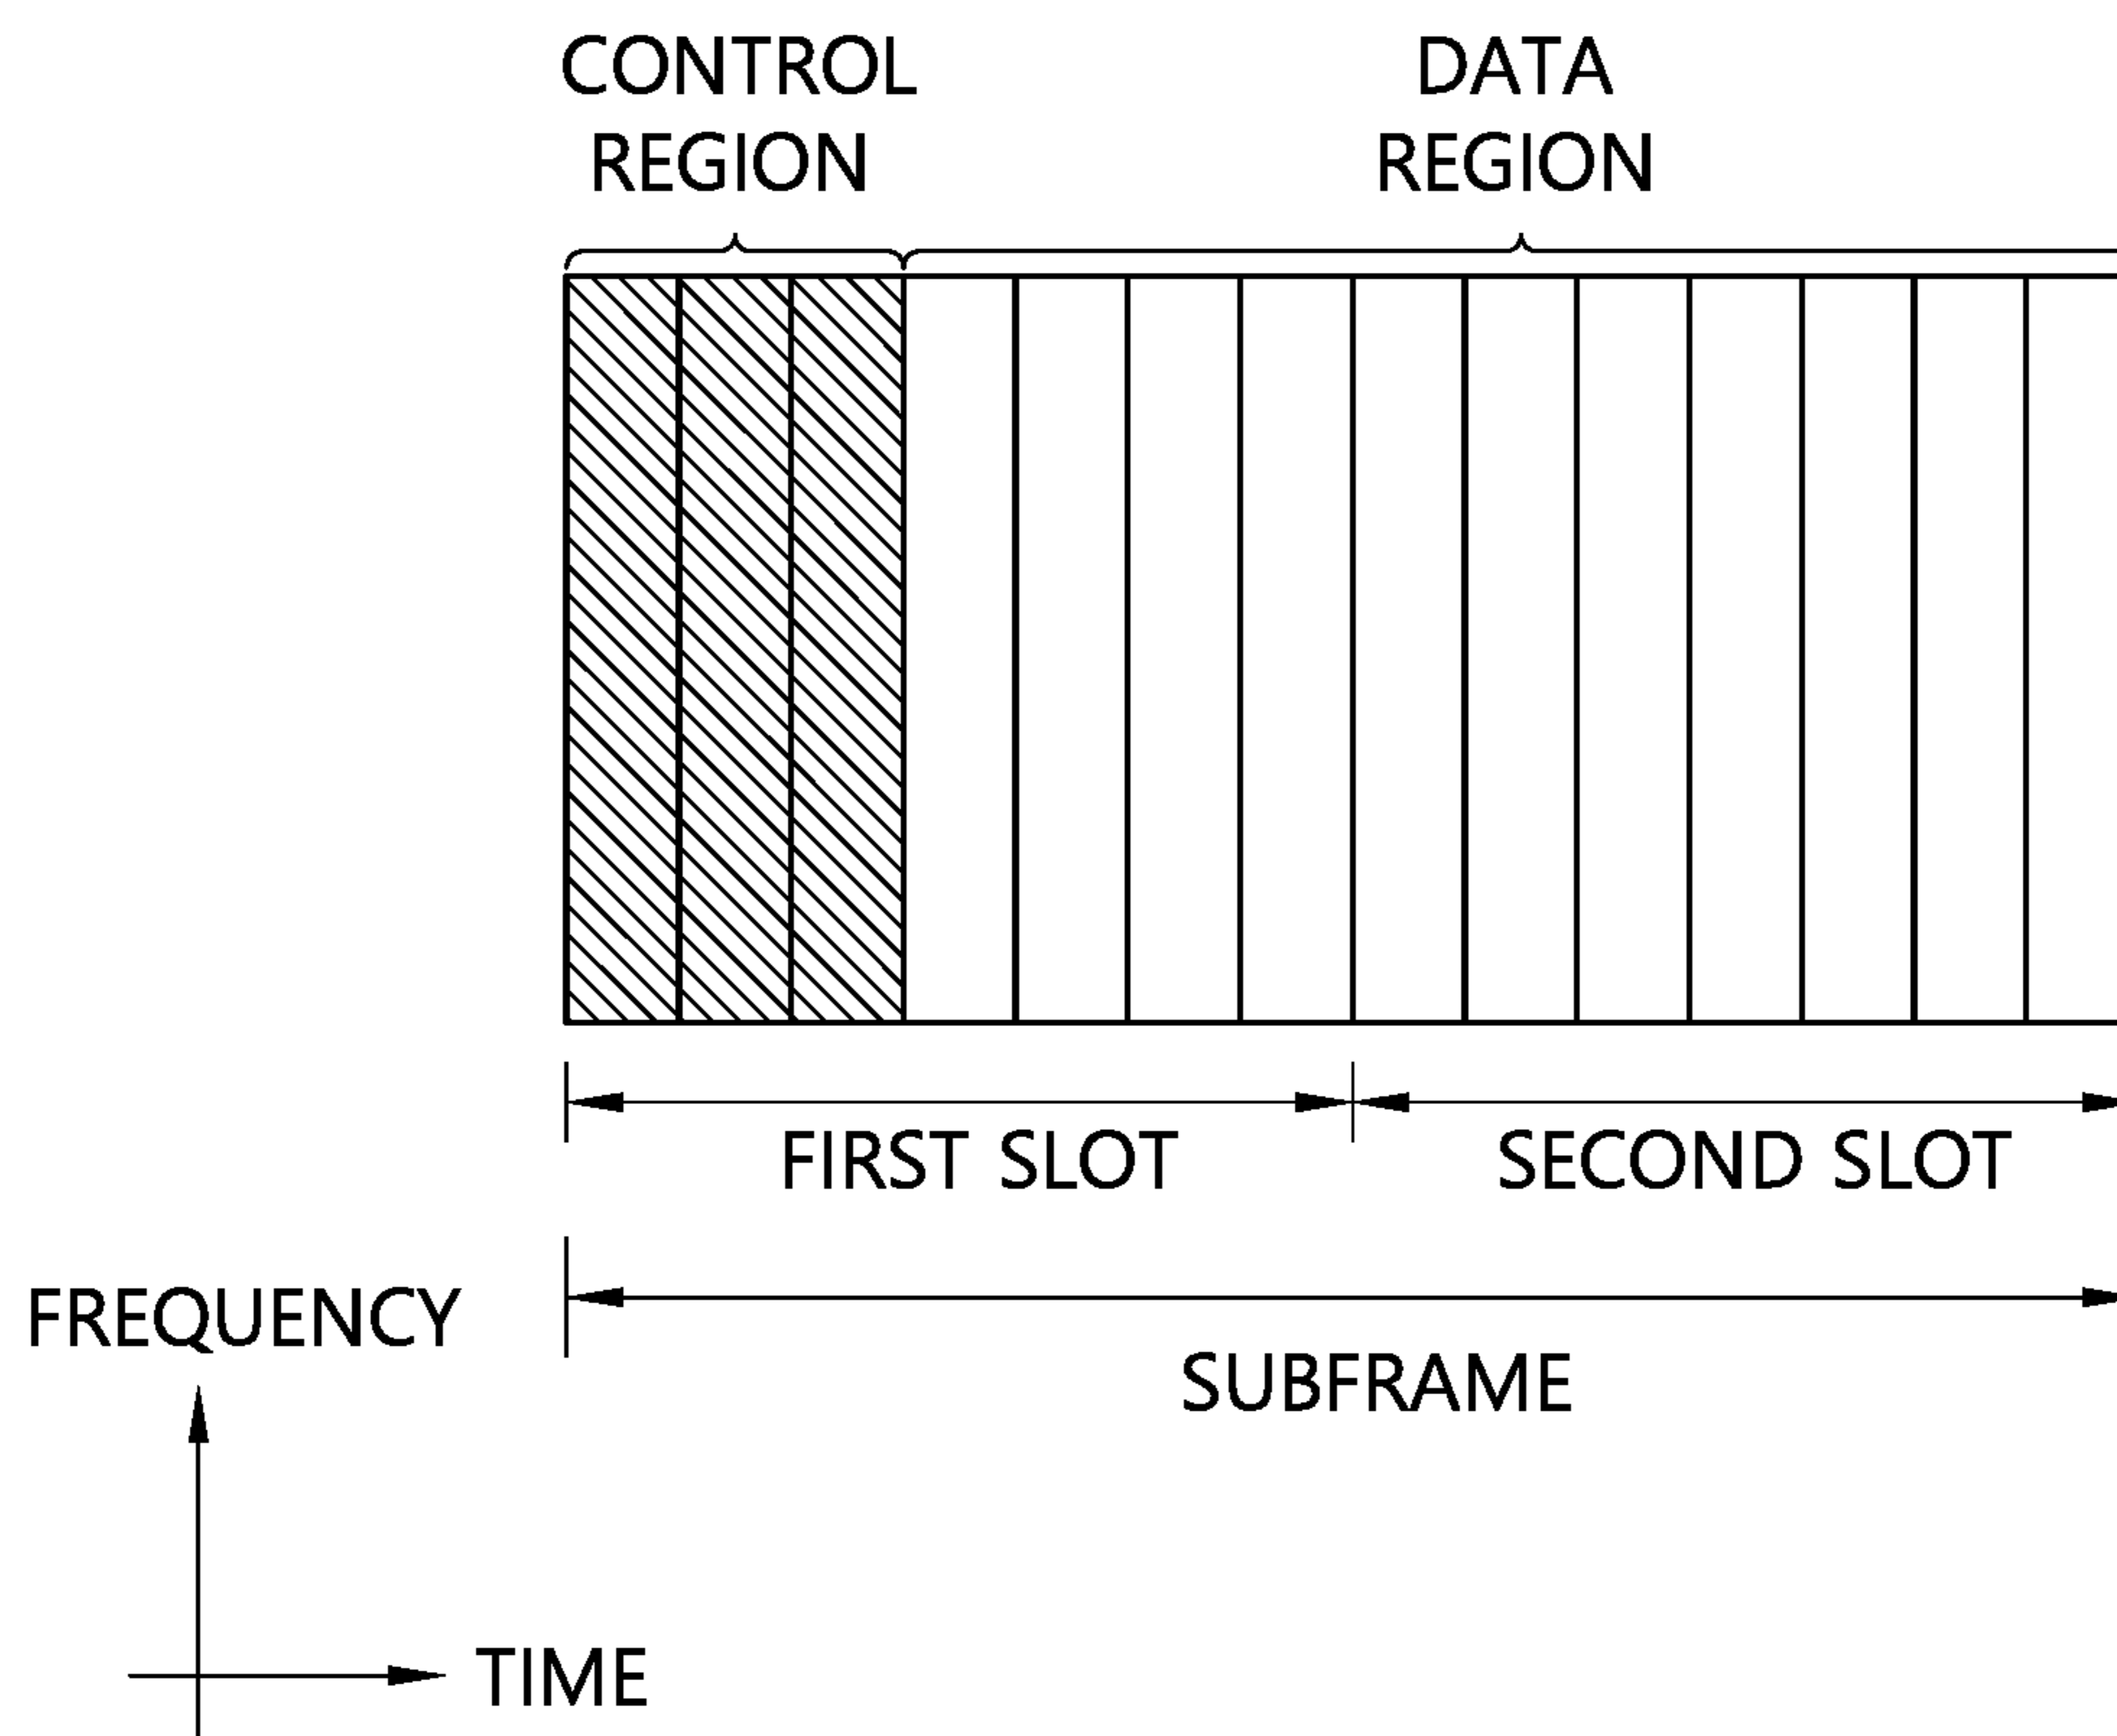 CONTROL
REGION
DATA
REGION
FIRST SLOT
SECOND SLOT
SUBFRAME
FREQUENCY
TIME